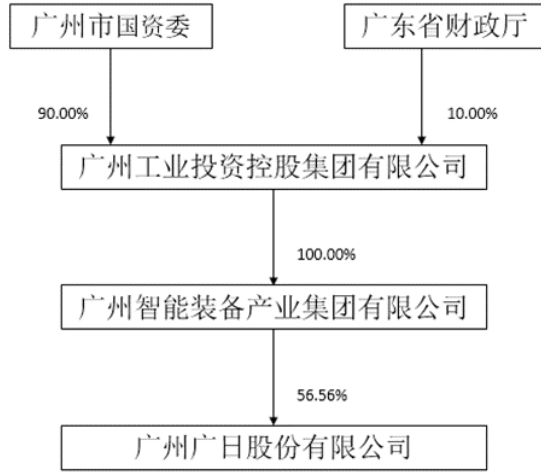 广州市国资委
广东省财政厅
90.00%
10.00%
广州工业投资控股集团有限公司
100.00%
广州智能装备产业集团有限公司
56.56%
广州广日股份有限公司